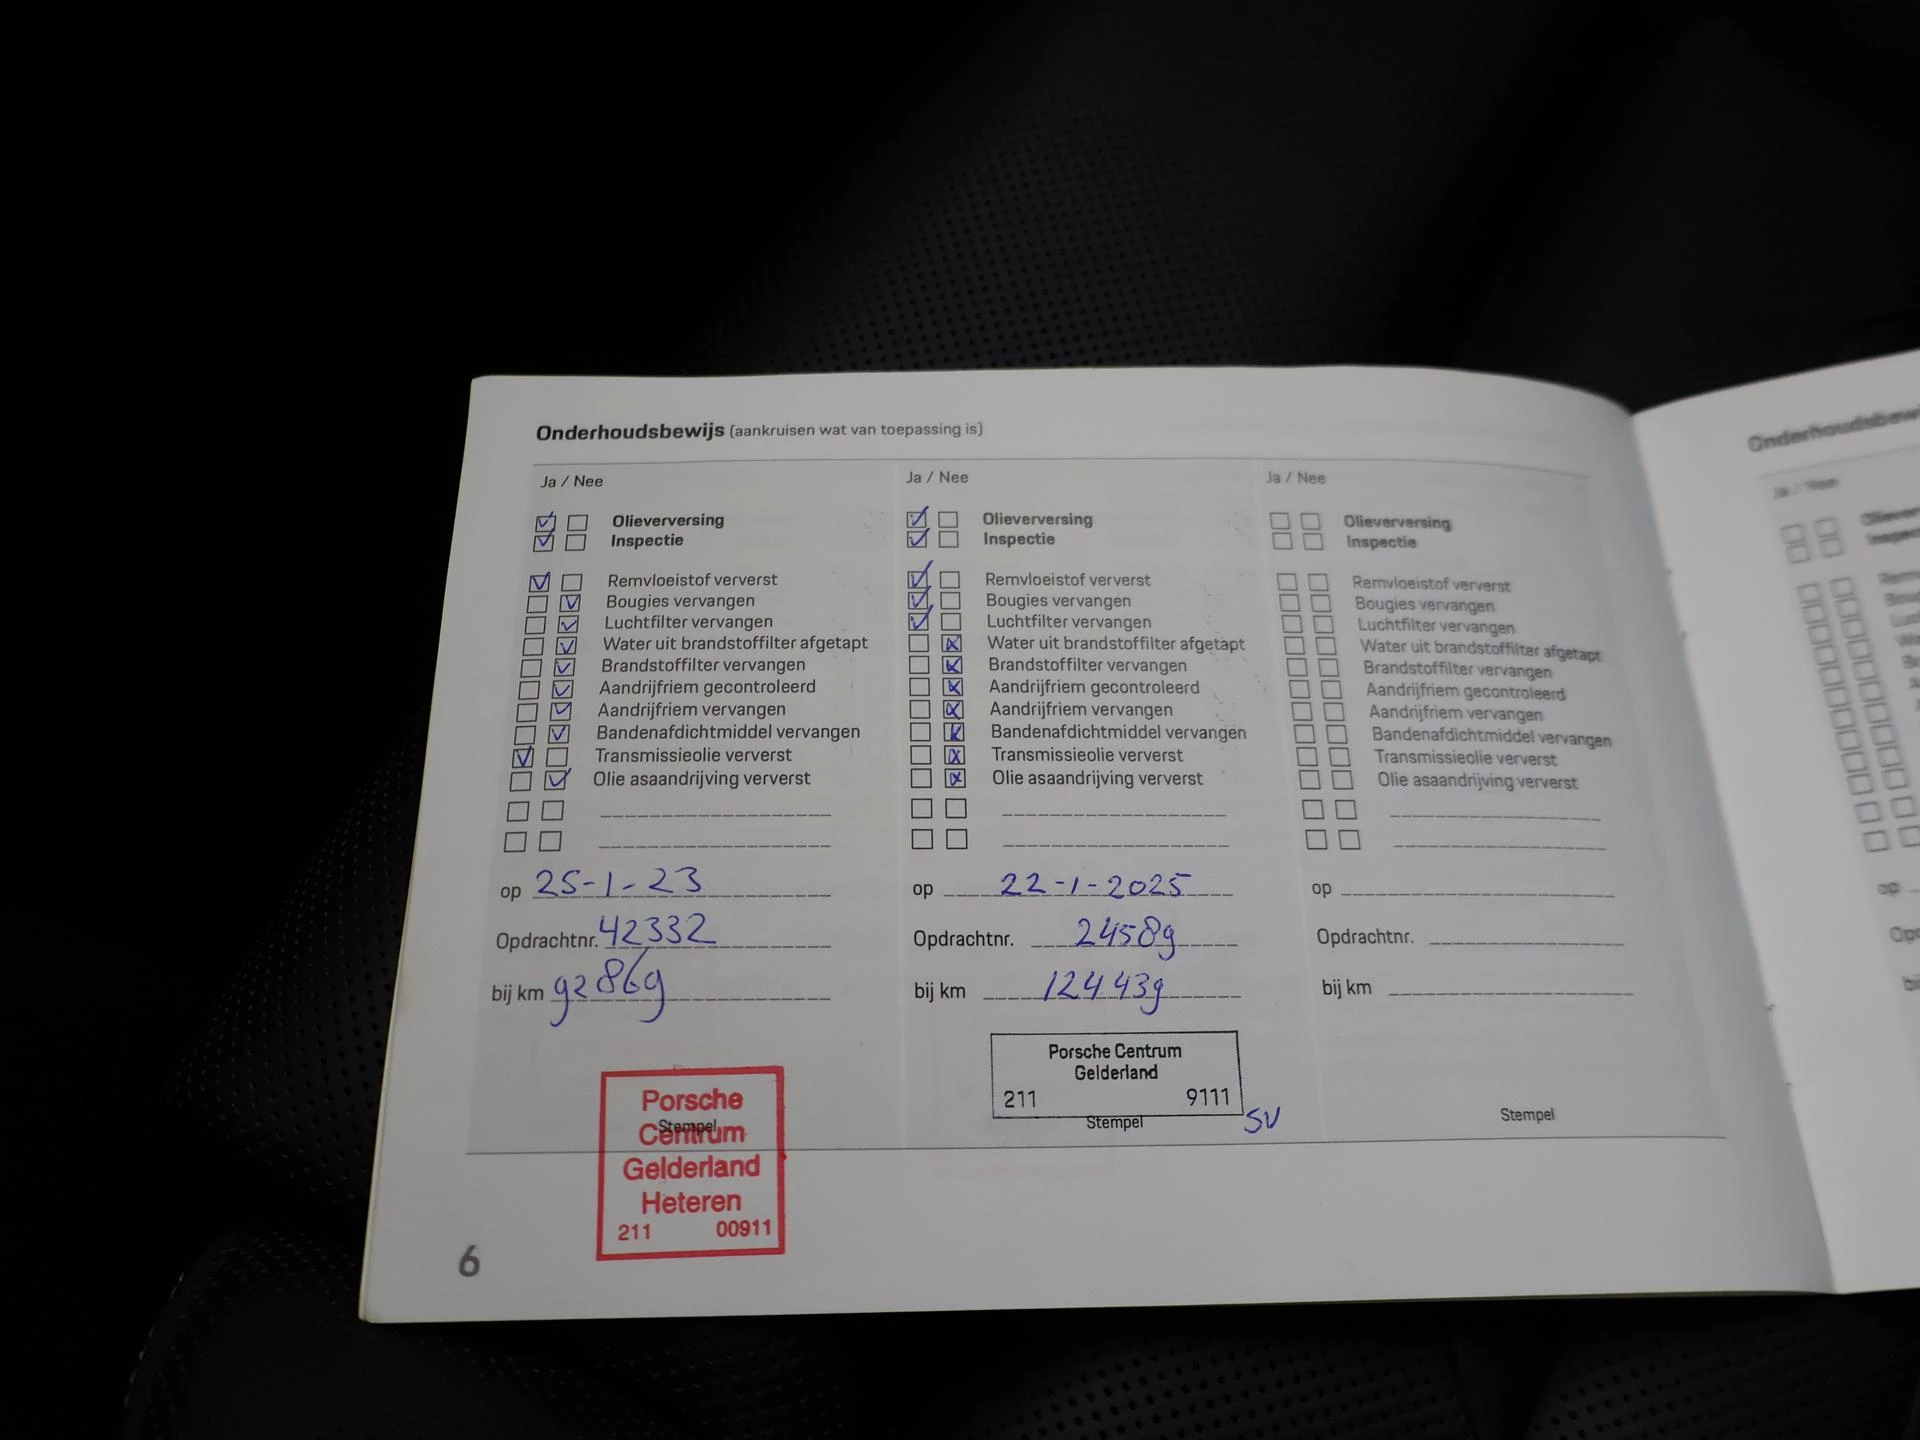 Onderhoudsbewijs (aankruisen wat van toepassing is)
Ja / Nee
Olieverversing
Inspectie
Remvloeistof ververst
Bougies vervangen
Luchtfilter vervangen
Water uit brandstoffilter afgetapt
Brandstoffilter vervangen
Aandrijfriem gecontroleerd
Aandrijfriem vervangen
Bandenafdichtmiddel vervangen
Transmissieolie ververst
Olie asaandrijving ververst
op 25-1-23
Opdrachtnr. 42332
bij km 92869
Stempel
Porsche
Centrum
Gelderland
Heteren
211 00911
Ja / Nee
Olieverversing
Inspectie
Remvloeistof ververst
Bougies vervangen
Luchtfilter vervangen
Water uit brandstoffilter afgetapt
Brandstoffilter vervangen
Aandrijfriem gecontroleerd
Aandrijfriem vervangen
Bandenafdichtmiddel vervangen
Transmissieolie ververst
Olie asaandrijving ververst
op 22-1-2025
Opdrachtnr. 24589
bij km 124439
Porsche Centrum
Gelderland
211 9111
Stempel SV
Ja / Nee
Olieverversing
Inspectie
Remvloeistof ververst
Bougies vervangen
Luchtfilter vervangen
Water uit brandstoffilter afgetapt
Brandstoffilter vervangen
Aandrijfriem gecontroleerd
Aandrijfriem vervangen
Bandenafdichtmiddel vervangen
Transmissieolie ververst
Olie asaandrijving ververst
op
Opdrachtnr.
bij km
Stempel
6
Ja / Nee
op